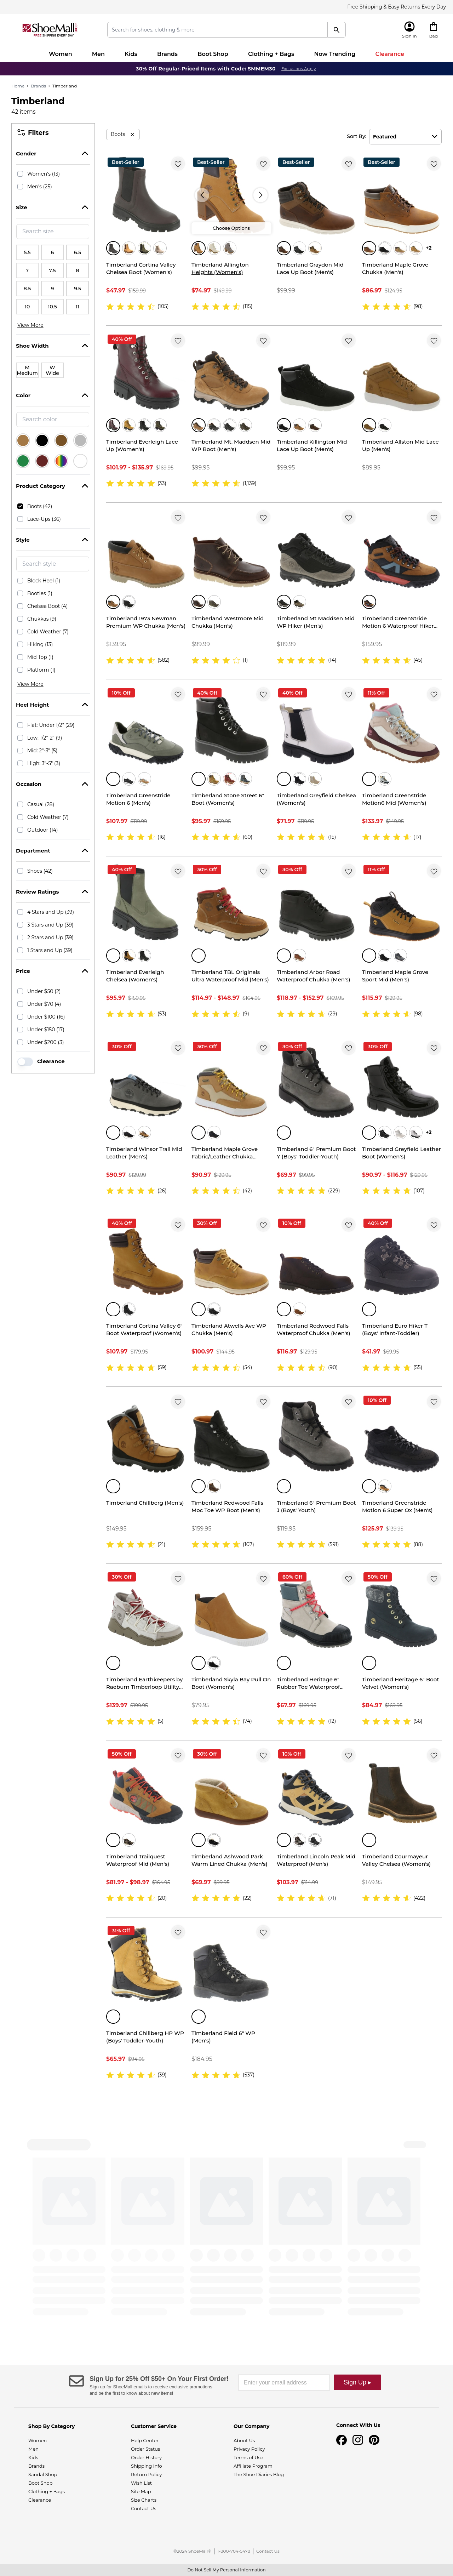 Free Shipping & Easy Returns Every Day
ShoeMall
FREE SHIPPING EVERY DAY
Search for shoes, clothing & more
Sign In
Bag
Women
Men
Kids
Brands
Boot Shop
Clothing + Bags
Now Trending
Clearance
30% Off Regular-Priced Items with Code: SMMEM30 Exclusions Apply
Home > Brands > Timberland
Timberland
42 items
Filters
Gender
Women's (13)
Men's (25)
Size
Search size
5.5 6 6.5
7 7.5 8
8.5 9 9.5
10 10.5 11
View More
Shoe Width
M Medium
W Wide
Color
Search color
Product Category
Boots (42)
Lace-Ups (36)
Style
Search style
Block Heel (1)
Booties (1)
Chelsea Boot (4)
Chukkas (9)
Cold Weather (7)
Hiking (13)
Mid Top (1)
Platform (1)
View More
Heel Height
Flat: Under 1/2" (29)
Low: 1/2"-2" (9)
Mid: 2"-3" (5)
High: 3"-5" (3)
Occasion
Casual (28)
Cold Weather (7)
Outdoor (14)
Department
Shoes (42)
Review Ratings
4 Stars and Up (39)
3 Stars and Up (39)
2 Stars and Up (39)
1 Stars and Up (39)
Price
Under $50 (2)
Under $70 (4)
Under $100 (16)
Under $150 (17)
Under $200 (3)
Clearance
Boots ×
Sort By: Featured
Best-Seller
Timberland Cortina Valley Chelsea Boot (Women's)
$47.97 $159.99
(105)
Best-Seller
Choose Options
Timberland Allington Heights (Women's)
$74.97 $149.99
(115)
Best-Seller
Timberland Graydon Mid Lace Up Boot (Men's)
$99.99
Best-Seller
+2
Timberland Maple Grove Chukka (Men's)
$86.97 $124.95
(98)
40% Off
Timberland Everleigh Lace Up (Women's)
$101.97 - $135.97 $169.95
(33)
Timberland Mt. Maddsen Mid WP Boot (Men's)
$99.95
(1,139)
Timberland Killington Mid Lace Up Boot (Men's)
$99.95
Timberland Allston Mid Lace Up (Men's)
$89.95
Timberland 1973 Newman Premium WP Chukka (Men's)
$139.95
(582)
Timberland Westmore Mid Chukka (Men's)
$99.99
(1)
Timberland Mt Maddsen Mid WP Hiker (Men's)
$119.99
(14)
Timberland GreenStride Motion 6 Waterproof Hiker...
$159.95
(45)
10% Off
Timberland Greenstride Motion 6 (Men's)
$107.97 $119.99
(16)
40% Off
Timberland Stone Street 6" Boot (Women's)
$95.97 $159.95
(60)
40% Off
Timberland Greyfield Chelsea (Women's)
$71.97 $119.95
(15)
11% Off
Timberland Greenstride Motion6 Mid (Women's)
$133.97 $149.95
(17)
40% Off
Timberland Everleigh Chelsea (Women's)
$95.97 $159.95
(53)
30% Off
Timberland TBL Originals Ultra Waterproof Mid (Men's)
$114.97 - $148.97 $164.95
(9)
30% Off
Timberland Arbor Road Waterproof Chukka (Men's)
$118.97 - $152.97 $169.95
(29)
11% Off
Timberland Maple Grove Sport Mid (Men's)
$115.97 $129.95
(98)
30% Off
Timberland Winsor Trail Mid Leather (Men's)
$90.97 $129.99
(26)
30% Off
Timberland Maple Grove Fabric/Leather Chukka...
$90.97 $129.95
(42)
30% Off
Timberland 6" Premium Boot Y (Boys' Toddler-Youth)
$69.97 $99.95
(229)
30% Off
+2
Timberland Greyfield Leather Boot (Women's)
$90.97 - $116.97 $129.95
(107)
40% Off
Timberland Cortina Valley 6" Boot Waterproof (Women's)
$107.97 $179.95
(59)
30% Off
Timberland Atwells Ave WP Chukka (Men's)
$100.97 $144.95
(54)
10% Off
Timberland Redwood Falls Waterproof Chukka (Men's)
$116.97 $129.95
(90)
40% Off
Timberland Euro Hiker T (Boys' Infant-Toddler)
$41.97 $69.95
(55)
Timberland Chillberg (Men's)
$149.95
(21)
Timberland Redwood Falls Moc Toe WP Boot (Men's)
$159.95
(107)
Timberland 6" Premium Boot J (Boys' Youth)
$119.95
(591)
10% Off
Timberland Greenstride Motion 6 Super Ox (Men's)
$125.97 $139.95
(88)
30% Off
Timberland Earthkeepers by Raeburn Timberloop Utility...
$139.97 $199.95
(5)
Timberland Skyla Bay Pull On Boot (Women's)
$79.95
(74)
60% Off
Timberland Heritage 6" Rubber Toe Waterproof...
$67.97 $169.95
(12)
50% Off
Timberland Heritage 6" Boot Velvet (Women's)
$84.97 $169.95
(56)
50% Off
Timberland Trailquest Waterproof Mid (Men's)
$81.97 - $98.97 $164.95
(20)
30% Off
Timberland Ashwood Park Warm Lined Chukka (Men's)
$69.97 $99.95
(22)
10% Off
Timberland Lincoln Peak Mid Waterproof (Men's)
$103.97 $114.99
(71)
Timberland Courmayeur Valley Chelsea (Women's)
$149.95
(422)
31% Off
Timberland Chillberg HP WP (Boys' Toddler-Youth)
$65.97 $94.95
(39)
Timberland Field 6" WP (Men's)
$184.95
(537)
Sign Up for 25% Off $50+ On Your First Order!
Sign up for ShoeMall emails to receive exclusive promotions
and be the first to know about new items!
Enter your email address
Sign Up ▸
Shop By Category
Women
Men
Kids
Brands
Sandal Shop
Boot Shop
Clothing + Bags
Clearance
Customer Service
Help Center
Order Status
Order History
Shipping Info
Return Policy
Wish List
Site Map
Size Charts
Contact Us
Our Company
About Us
Privacy Policy
Terms of Use
Affiliate Program
The Shoe Diaries Blog
Connect With Us
©2024 ShoeMall® | 1-800-704-5478 | Contact Us
Do Not Sell My Personal Information